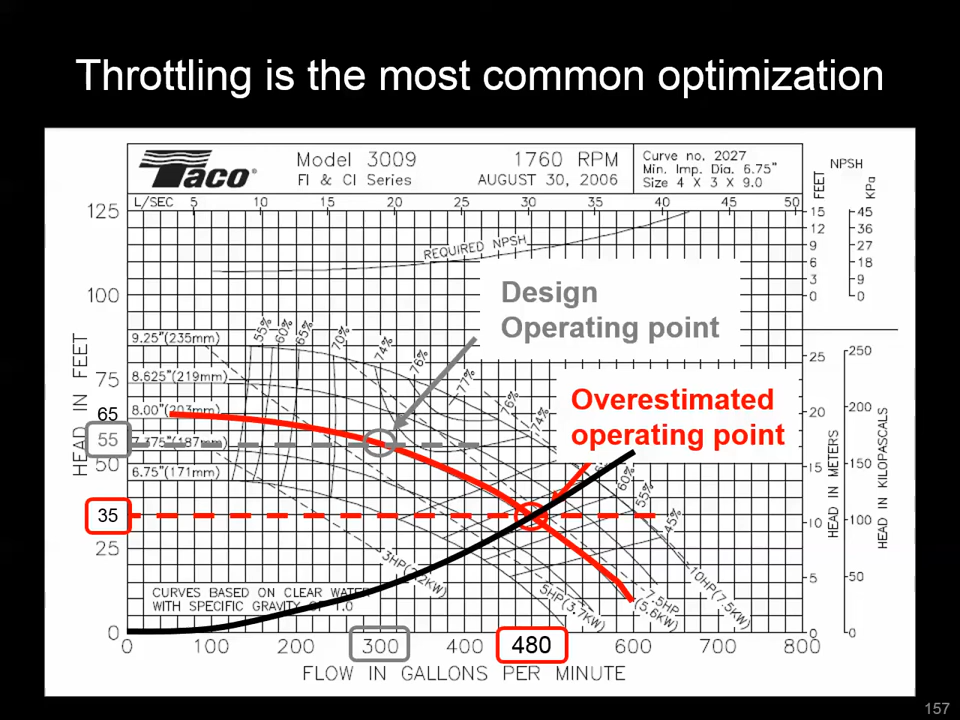 Throttling is the most common optimization
Taco
Model 3009
FI & CI Series
1760 RPM
AUGUST 30, 2006
Curve no. 2027
Min. Imp. Dia. 6.75"
Size 4 X 3 X 9.0
NPSH
FEET
KPa
L/SEC 5 10 15 20 25 30 35 40 45 50
15 45
12 36
9 27
6 18
3 9
0 0
125
100
75
65
55
50
35
25
0
HEAD IN FEET
REQUIRED NPSH
Design
Operating point
Overestimated
operating point
9.25"(235mm)
8.625"(219mm)
8.00"(203mm)
7.375"(187mm)
6.75"(171mm)
55% 60% 65% 70% 74% 76% 77% 76% 74%
60% 55% 45%
3HP(2.2KW)
5HP(3.7KW)
7.5HP
(5.6KW)
10HP(7.5KW)
25
20
15
10
5
0
HEAD IN METERS
250
200
150
100
50
0
HEAD IN KILOPASCALS
CURVES BASED ON CLEAR WATER
WITH SPECIFIC GRAVITY OF 1.0
0 100 200 300 400 480 600 700 800
FLOW IN GALLONS PER MINUTE
157